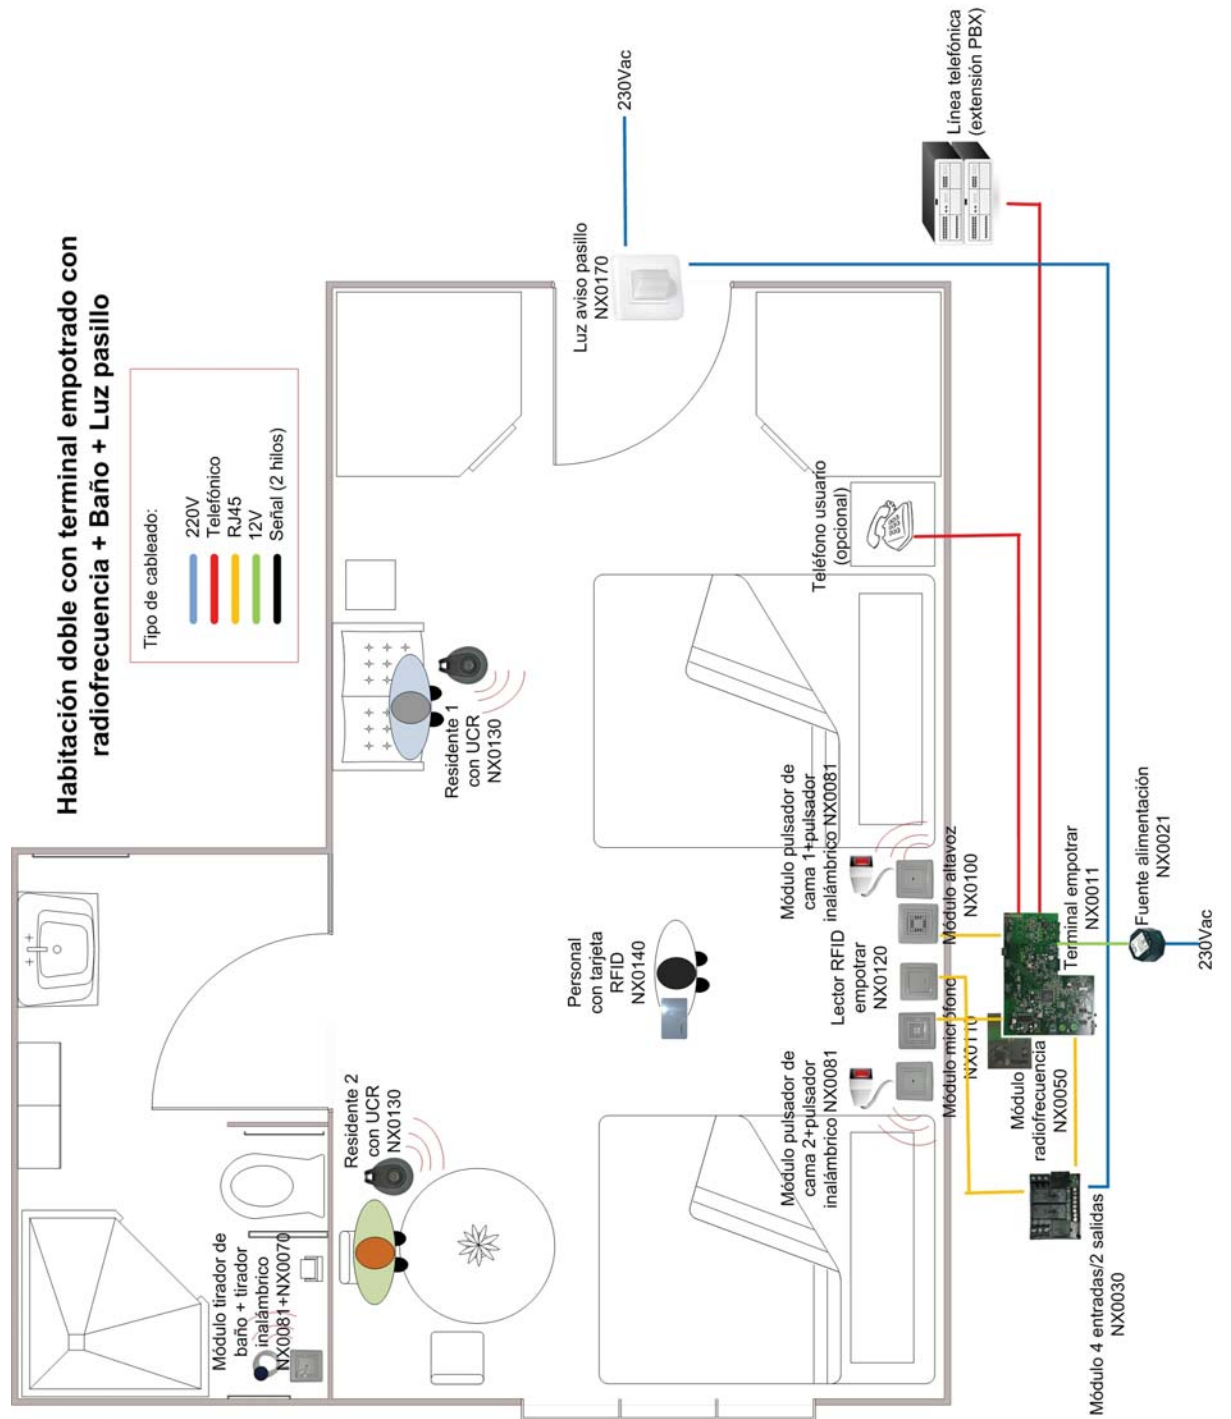 Habitación doble con terminal empotrado con
radiofrecuencia + Baño + Luz pasillo
Tipo de cableado:
220V
Telefónico
RJ45
12V
Señal (2 hilos)
Módulo tirador de
baño + tirador
inalámbrico
NX0081+NX0070
Residente 2
con UCR
NX0130
Residente 1
con UCR
NX0130
Luz aviso pasillo
NX0170
230Vac
Personal
con tarjeta
RFID
NX0140
Módulo pulsador de
cama 2+pulsador
inalámbrico NX0081
Módulo pulsador de
cama 1+pulsador
inalámbrico NX0081
Teléfono usuario
(opcional)
Lector RFID
empotrar
NX0120
Módulo micrófono
NX0110
Módulo altavoz
NX0100
Línea telefónica
(extensión PBX)
Módulo
radiofrecuencia
NX0050
Terminal empotrar
NX0011
Módulo 4 entradas/2 salidas
NX0030
Fuente alimentación
NX0021
230Vac